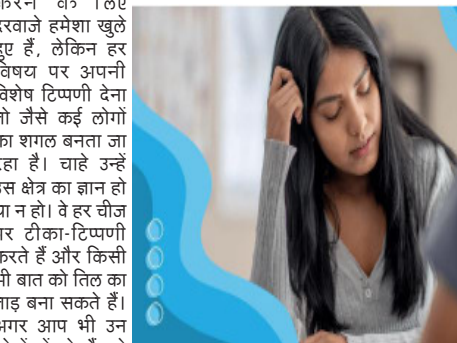 के लिए
दरवाजे हमेशा खुले
हुए हैं, लेकिन हर
विषय पर अपनी
विशेष टिप्पणी देना
तो जैसे कई लोगों
का शगल बनता जा
रहा है। चाहे उन्हें
उस क्षेत्र का ज्ञान हो
या न हो। वे हर चीज
पर टीका-टिप्पणी
करते हैं और किसी
भी बात को तिल का
ताड़ बना सकते हैं।
अगर आप भी उन